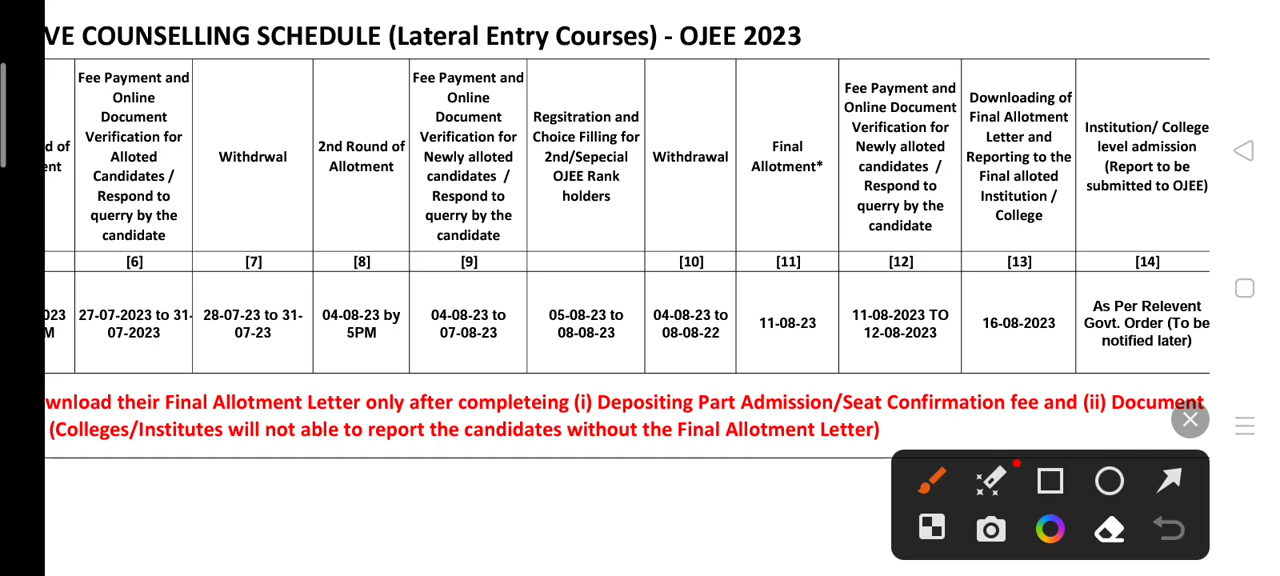 VE COUNSELLING SCHEDULE (Lateral Entry Courses) - OJEE 2023
d of
ent
Fee Payment and
Online
Document
Verification for
Alloted
Candidates /
Respond to
querry by the
candidate
Withdrwal
2nd Round of
Allotment
Fee Payment and
Online
Document
Verification for
Newly alloted
candidates /
Respond to
querry by the
candidate
Regsitration and
Choice Filling for
2nd/Sepecial
OJEE Rank
holders
Withdrawal
Final
Allotment*
Fee Payment and
Online Document
Verification for
Newly alloted
candidates /
Respond to
querry by the
candidate
Downloading of
Final Allotment
Letter and
Reporting to the
Final alloted
Institution /
College
Institution/ College
level admission
(Report to be
submitted to OJEE)
[6]
[7]
[8]
[9]
[10]
[11]
[12]
[13]
[14]
023
M
27-07-2023 to 31-
07-2023
28-07-23 to 31-
07-23
04-08-23 by
5PM
04-08-23 to
07-08-23
05-08-23 to
08-08-23
04-08-23 to
08-08-22
11-08-23
11-08-2023 TO
12-08-2023
16-08-2023
As Per Relevent
Govt. Order (To be
notified later)
wnload their Final Allotment Letter only after completeing (i) Depositing Part Admission/Seat Confirmation fee and (ii) Document
(Colleges/Institutes will not able to report the candidates without the Final Allotment Letter)